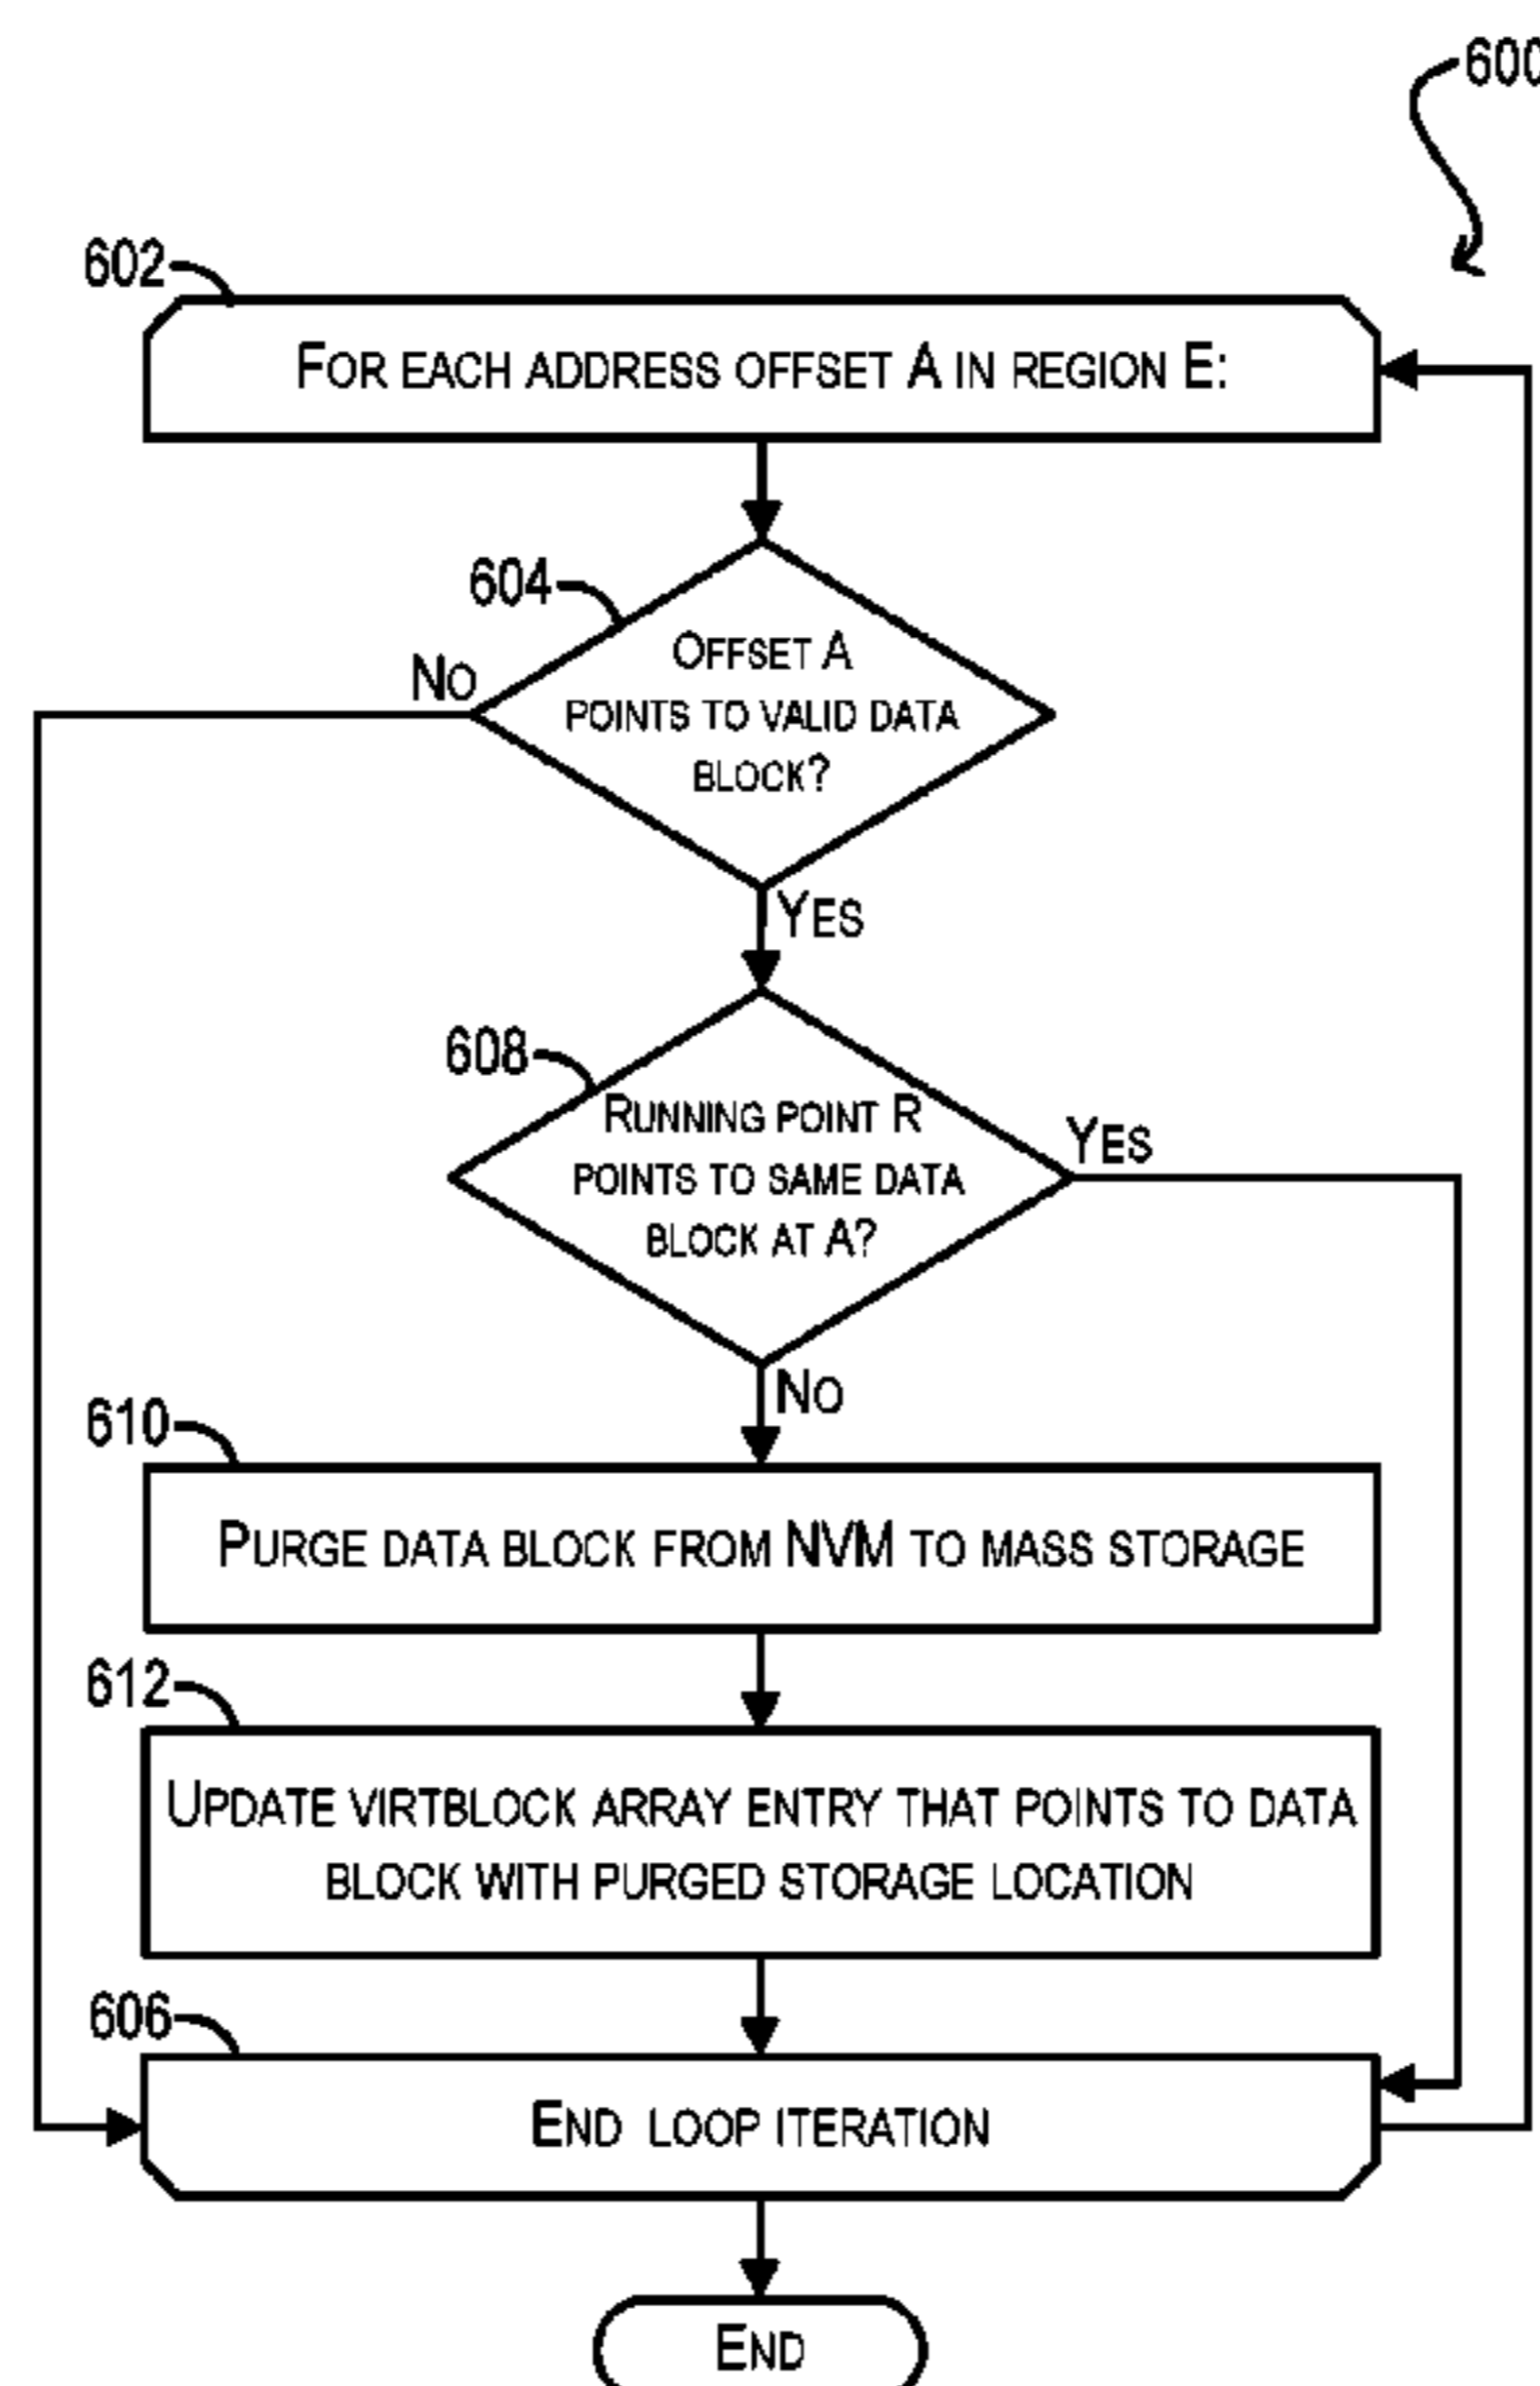 600
602
FOR EACH ADDRESS OFFSET A IN REGION E:
604
OFFSET A
POINTS TO VALID DATA
BLOCK?
NO
YES
608
RUNNING POINT R
POINTS TO SAME DATA
BLOCK AT A?
YES
NO
610
PURGE DATA BLOCK FROM NVM TO MASS STORAGE
612
UPDATE VIRTBLOCK ARRAY ENTRY THAT POINTS TO DATA
BLOCK WITH PURGED STORAGE LOCATION
606
END LOOP ITERATION
END